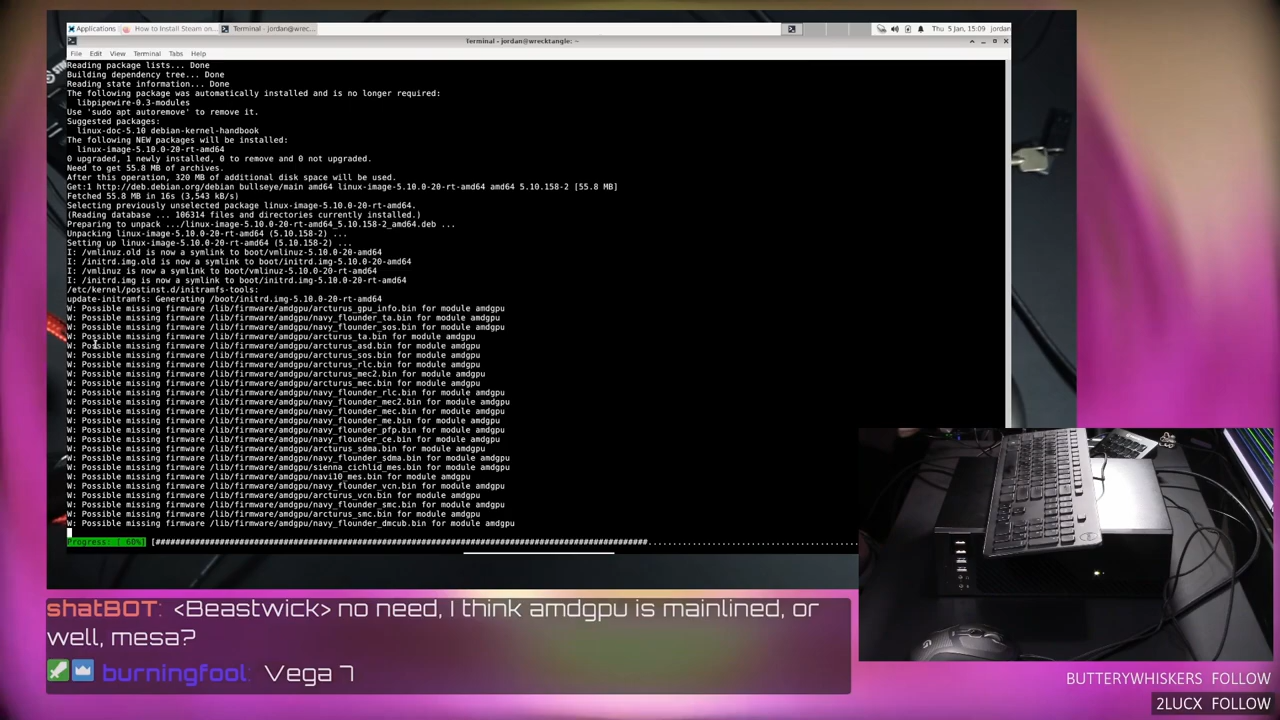 Applications
How to Install Steam on...
Terminal - jordan@wrec...
Thu 5 Jan, 15:09 jordan
Terminal - jordan@wrecktangle: ~
File Edit View Terminal Tabs Help
Reading package lists... Done
Building dependency tree... Done
Reading state information... Done
The following package was automatically installed and is no longer required:
libpipewire-0.3-modules
Use 'sudo apt autoremove' to remove it.
Suggested packages:
linux-doc-5.10 debian-kernel-handbook
The following NEW packages will be installed:
linux-image-5.10.0-20-rt-amd64
0 upgraded, 1 newly installed, 0 to remove and 0 not upgraded.
Need to get 55.8 MB of archives.
After this operation, 320 MB of additional disk space will be used.
Get:1 http://deb.debian.org/debian bullseye/main amd64 linux-image-5.10.0-20-rt-amd64 amd64 5.10.158-2 [55.8 MB]
Fetched 55.8 MB in 16s (3,543 kB/s)
Selecting previously unselected package linux-image-5.10.0-20-rt-amd64.
(Reading database ... 106314 files and directories currently installed.)
Preparing to unpack .../linux-image-5.10.0-20-rt-amd64_5.10.158-2_amd64.deb ...
Unpacking linux-image-5.10.0-20-rt-amd64 (5.10.158-2) ...
Setting up linux-image-5.10.0-20-rt-amd64 (5.10.158-2) ...
I: /vmlinuz.old is now a symlink to boot/vmlinuz-5.10.0-20-amd64
I: /initrd.img.old is now a symlink to boot/initrd.img-5.10.0-20-amd64
I: /vmlinuz is now a symlink to boot/vmlinuz-5.10.0-20-rt-amd64
I: /initrd.img is now a symlink to boot/initrd.img-5.10.0-20-rt-amd64
/etc/kernel/postinst.d/initramfs-tools:
update-initramfs: Generating /boot/initrd.img-5.10.0-20-rt-amd64
W: Possible missing firmware /lib/firmware/amdgpu/arcturus_gpu_info.bin for module amdgpu
W: Possible missing firmware /lib/firmware/amdgpu/navy_flounder_ta.bin for module amdgpu
W: Possible missing firmware /lib/firmware/amdgpu/navy_flounder_sos.bin for module amdgpu
W: Possible missing firmware /lib/firmware/amdgpu/arcturus_ta.bin for module amdgpu
W: Possible missing firmware /lib/firmware/amdgpu/arcturus_asd.bin for module amdgpu
W: Possible missing firmware /lib/firmware/amdgpu/arcturus_sos.bin for module amdgpu
W: Possible missing firmware /lib/firmware/amdgpu/arcturus_rlc.bin for module amdgpu
W: Possible missing firmware /lib/firmware/amdgpu/arcturus_mec2.bin for module amdgpu
W: Possible missing firmware /lib/firmware/amdgpu/arcturus_mec.bin for module amdgpu
W: Possible missing firmware /lib/firmware/amdgpu/navy_flounder_rlc.bin for module amdgpu
W: Possible missing firmware /lib/firmware/amdgpu/navy_flounder_mec2.bin for module amdgpu
W: Possible missing firmware /lib/firmware/amdgpu/navy_flounder_mec.bin for module amdgpu
W: Possible missing firmware /lib/firmware/amdgpu/navy_flounder_me.bin for module amdgpu
W: Possible missing firmware /lib/firmware/amdgpu/navy_flounder_pfp.bin for module amdgpu
W: Possible missing firmware /lib/firmware/amdgpu/navy_flounder_ce.bin for module amdgpu
W: Possible missing firmware /lib/firmware/amdgpu/arcturus_sdma.bin for module amdgpu
W: Possible missing firmware /lib/firmware/amdgpu/navy_flounder_sdma.bin for module amdgpu
W: Possible missing firmware /lib/firmware/amdgpu/sienna_cichlid_mes.bin for module amdgpu
W: Possible missing firmware /lib/firmware/amdgpu/navi10_mes.bin for module amdgpu
W: Possible missing firmware /lib/firmware/amdgpu/navy_flounder_vcn.bin for module amdgpu
W: Possible missing firmware /lib/firmware/amdgpu/arcturus_vcn.bin for module amdgpu
W: Possible missing firmware /lib/firmware/amdgpu/navy_flounder_smc.bin for module amdgpu
W: Possible missing firmware /lib/firmware/amdgpu/arcturus_smc.bin for module amdgpu
W: Possible missing firmware /lib/firmware/amdgpu/navy_flounder_dmcub.bin for module amdgpu
Progress: [ 60%]
shatBOT: <Beastwick> no need, I think amdgpu is mainlined, or
well, mesa?
burningfool: Vega 7
BUTTERYWHISKERS FOLLOW
2LUCX FOLLOW